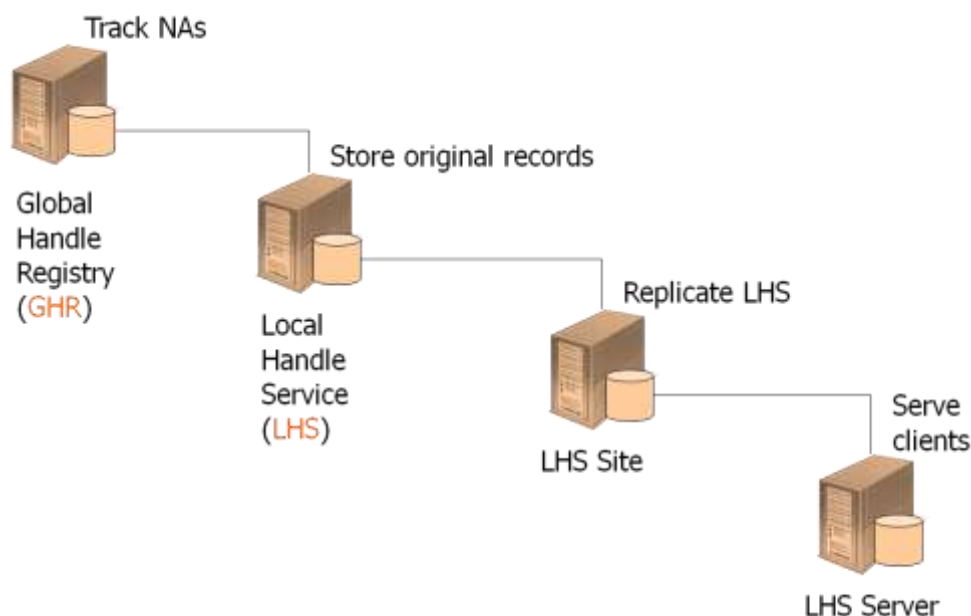 Track NAs
Global
Handle
Registry
(GHR)
Store original records
Local
Handle
Service
(LHS)
Replicate LHS
LHS Site
Serve
clients
LHS Server